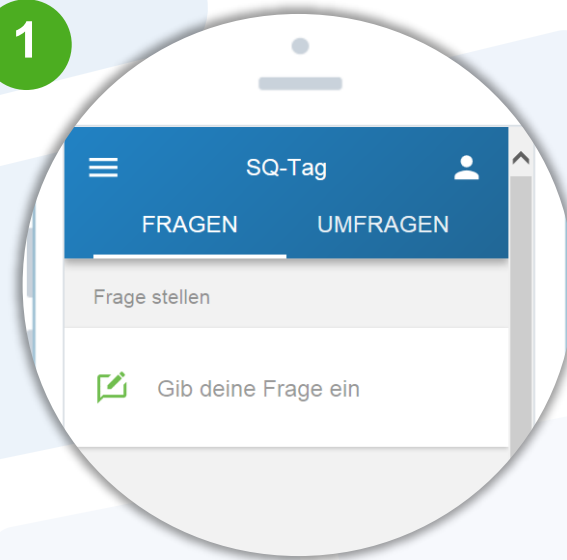 1
SQ-Tag
FRAGEN UMFRAGEN
Frage stellen
Gib deine Frage ein